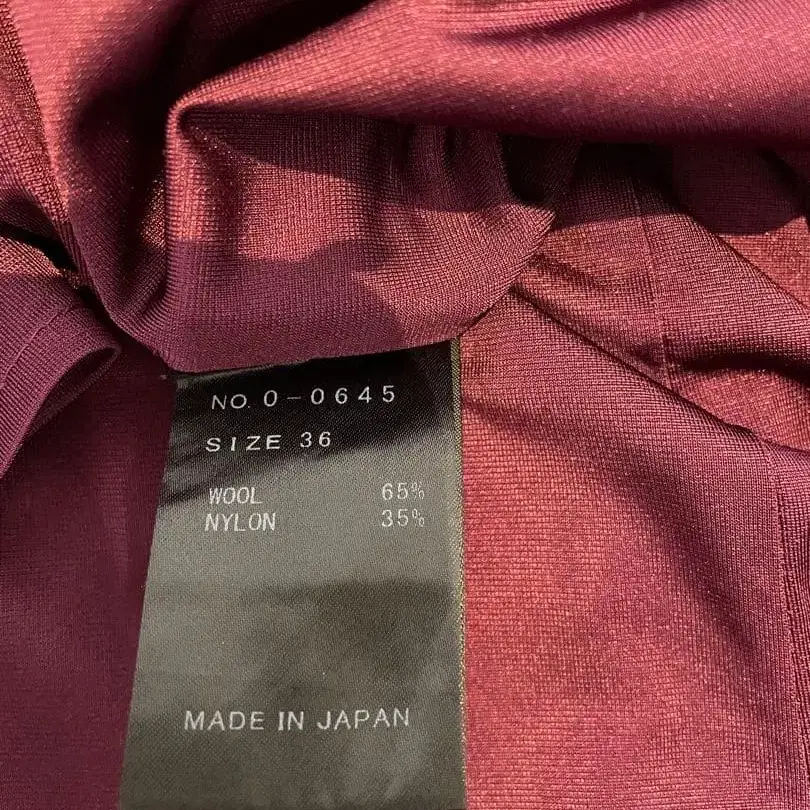 NO. 0-0645
SIZE 36
WOOL 65%
NYLON 35%
MADE IN JAPAN